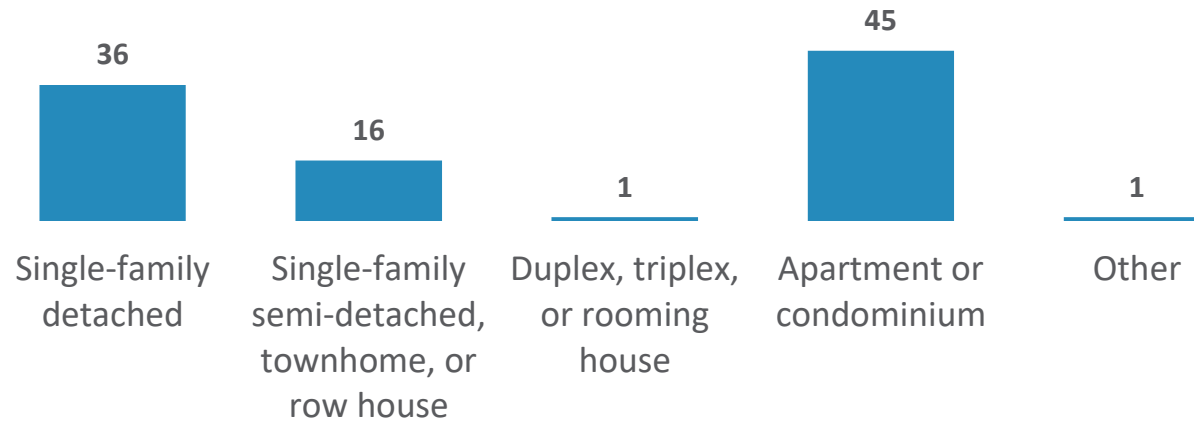 36
16
1
45
1
Single-family
detached
Single-family
semi-detached,
townhome, or
row house
Duplex, triplex,
or rooming
house
Apartment or
condominium
Other